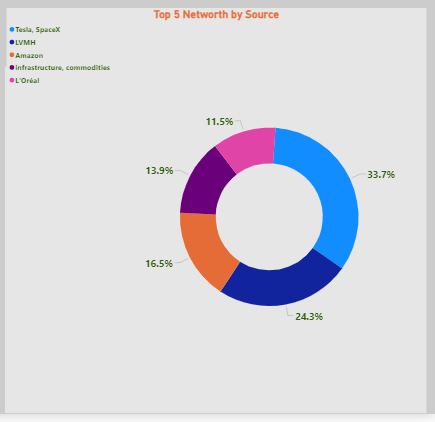 Top 5 Networth by Source
Tesla, SpaceX
LVMH
Amazon
infrastructure, commodities
L'Oréal
11.5%
33.7%
13.9%
16.5%
24.3%